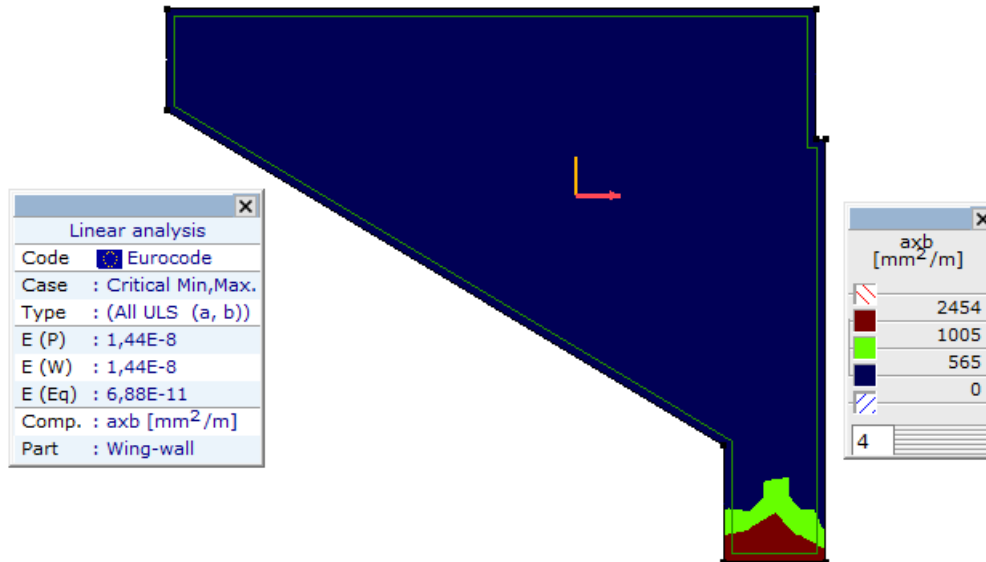 Linear analysis
Code Eurocode
Case : Critical Min,Max.
Type : (All ULS (a, b))
E (P) : 1,44E-8
E (W) : 1,44E-8
E (Eq) : 6,88E-11
Comp. : axb [mm²/m]
Part : Wing-wall
axb
[mm²/m]
2454
1005
565
0
4